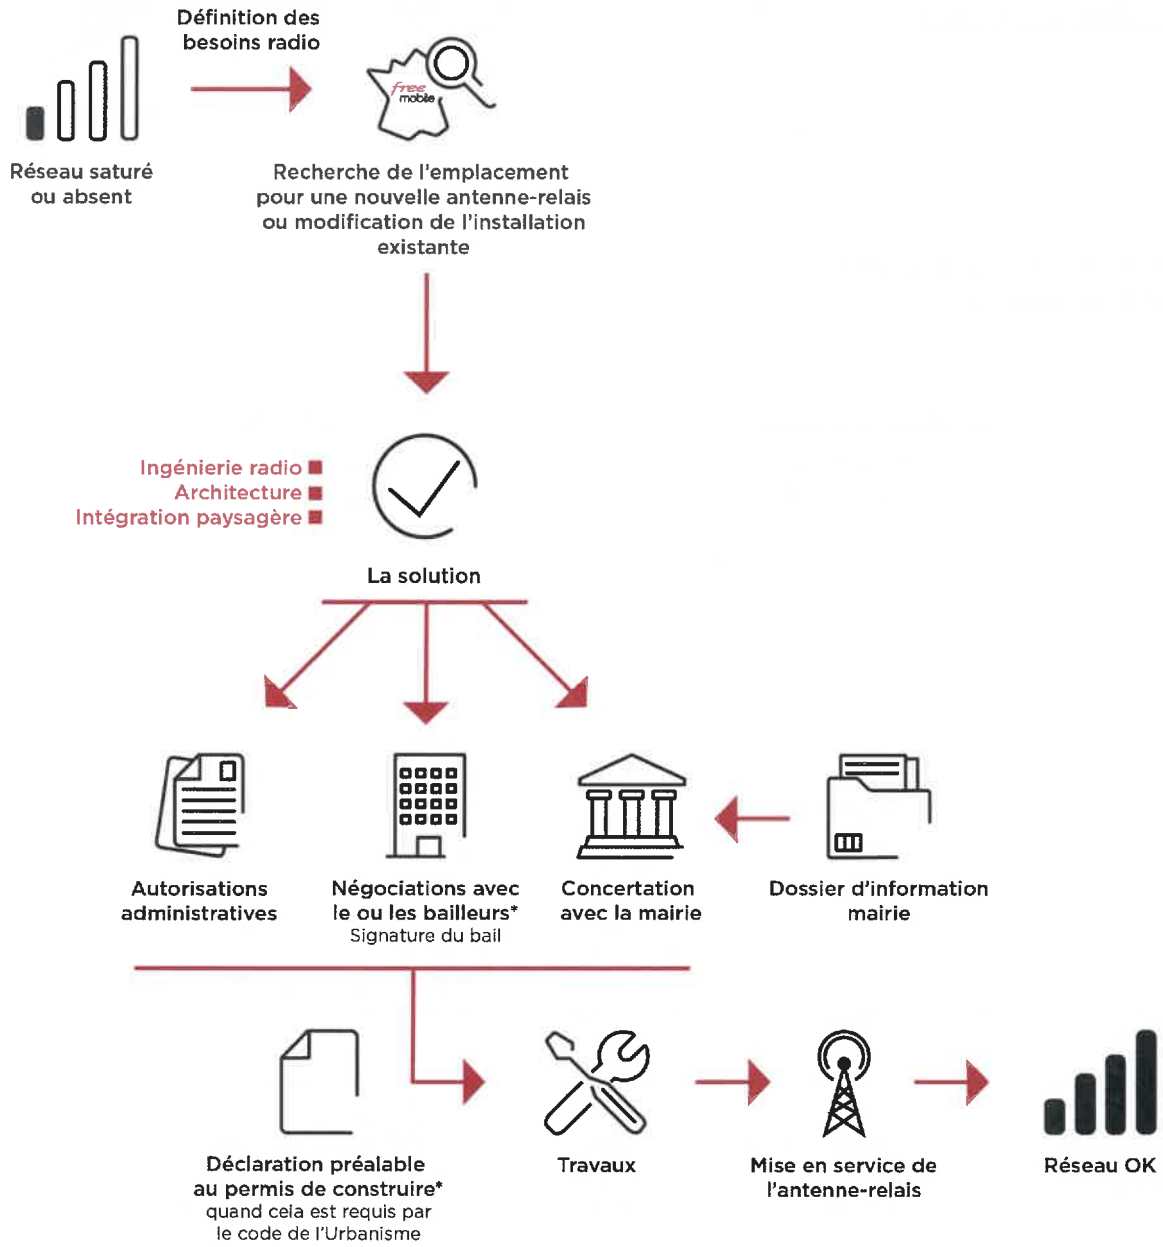 Définition des
besoins radio
free
mobile
Réseau saturé
ou absent
Recherche de l'emplacement
pour une nouvelle antenne-relais
ou modification de l'installation
existante
Ingénierie radio
Architecture
Intégration paysagère
La solution
Autorisations
administratives
Négociations avec
le ou les bailleurs*
Signature du bail
Concertation
avec la mairie
Dossier d'information
mairie
Déclaration préalable
au permis de construire*
quand cela est requis par
le code de l'Urbanisme
Travaux
Mise en service de
l'antenne-relais
Réseau OK